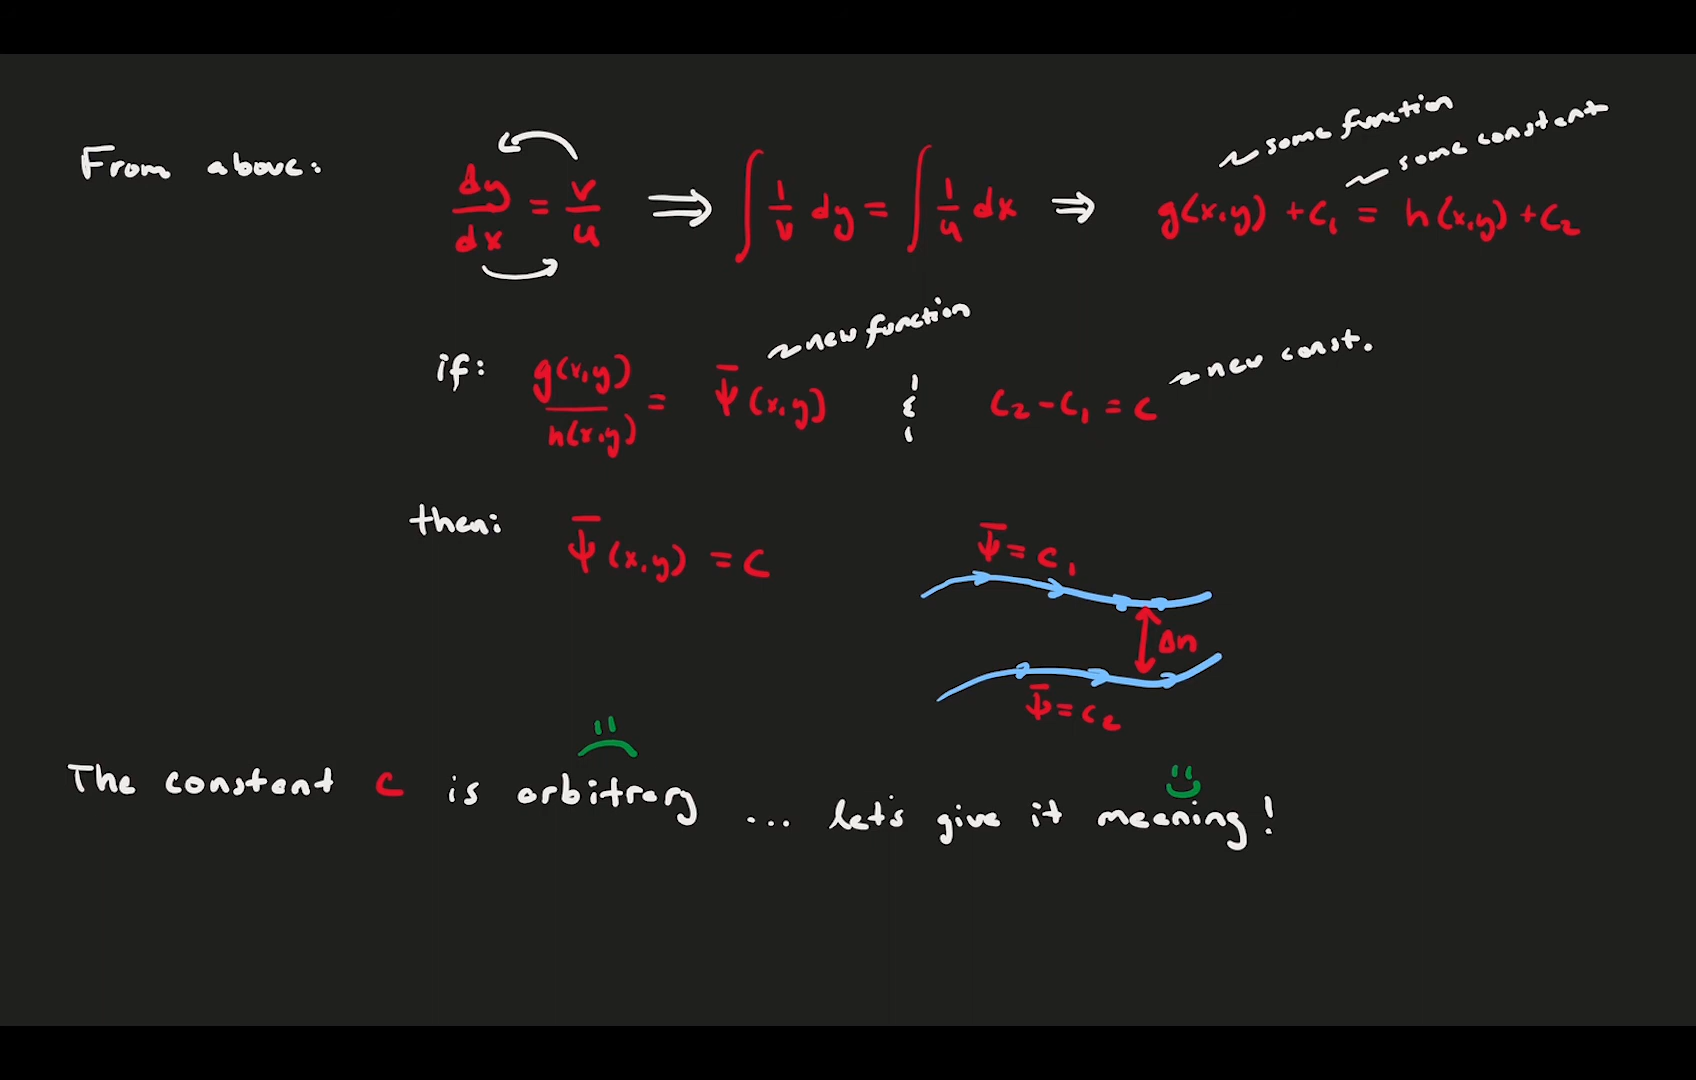 some function
some constant
From above: dy/dx = v/u ⇒ ∫ 1/v dy = ∫ 1/u dx ⇒ g(x,y) + C₁ = h(x,y) + C₂
new function
new const.
if: g(x,y)/h(x,y) = Ψ̄(x,y) & C₂ - C₁ = C
then: Ψ̄(x,y) = C
Ψ̄ = C₁
Δn
Ψ̄ = C₂
The constant C is arbitrary ... let's give it meaning!